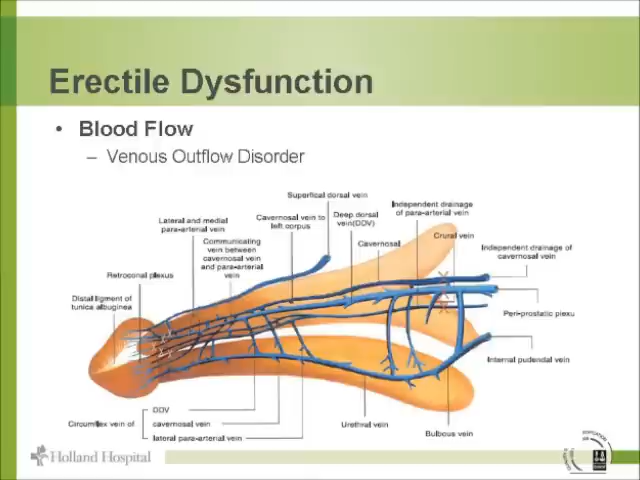 Erectile Dysfunction
• Blood Flow
– Venous Outflow Disorder
Superfical dorsal vein
Lateral and medial
para-arterial vein
Cavernosal vein to
left corpus
Deep dorsal
vein(DDV)
Independent drainage
of para-arterial vein
Communicating
vein between
cavernosal vein
and para-arterial
vein
Cavernosal
Crural vein
Independent drainage of
cavernosal vein
Retrocoronal plexus
Distal ligment of
tunica albuginea
Peri-prostatic plexu
Internal pudendal vein
Circumflex vein of
DDV
cavernosal vein
lateral para-arterial vein
Urethral vein
Bulbous vein
Holland Hospital